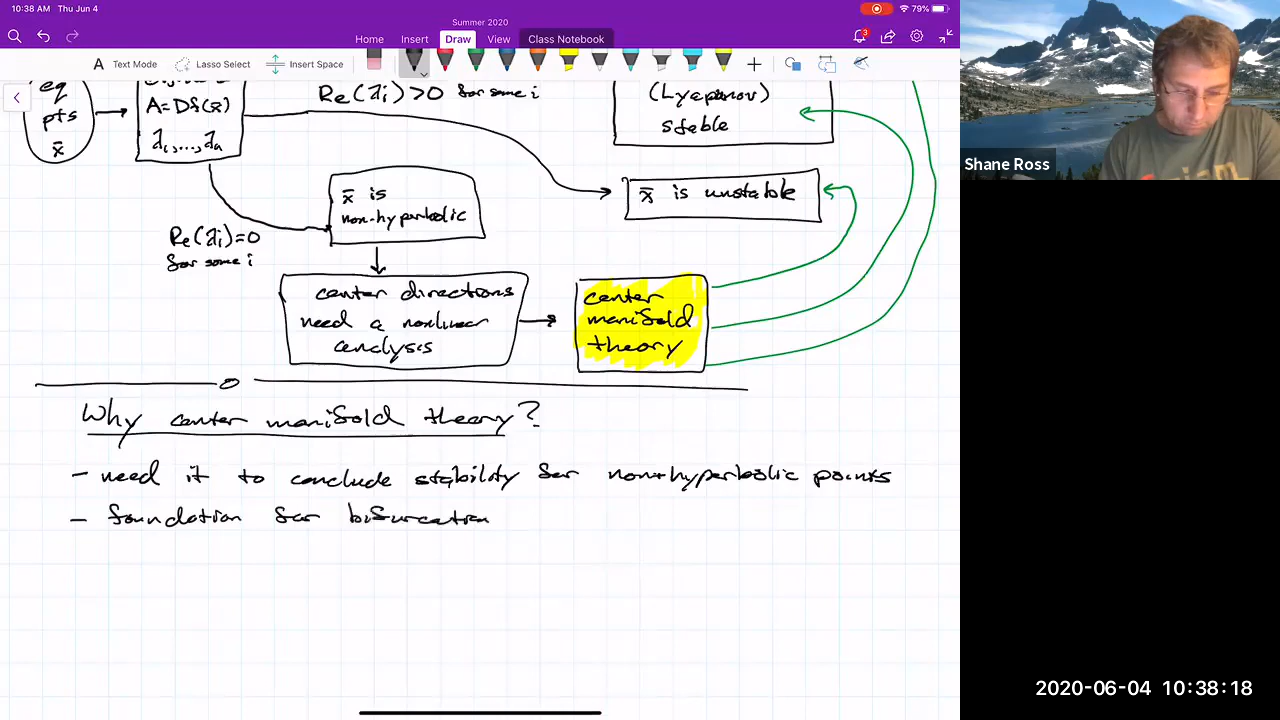 10:38 AM Thu Jun 4
79%
Summer 2020
Home Insert Draw View Class Notebook
3
Text Mode Lasso Select Insert Space
eq
pts
x̄
A=Df(x̄)
λ₁,...,λₙ
Re(λᵢ)>0 for some i
(Lyapunov)
stable
x̄ is unstable
x̄ is
non-hyperbolic
Re(λᵢ)=0
for some i
center directions
need a nonlinear
analysis
center
manifold
theory
Why center manifold theory?
- need it to conclude stability for non-hyperbolic points
- foundation for bifurcation
Shane Ross
2020-06-04 10:38:18